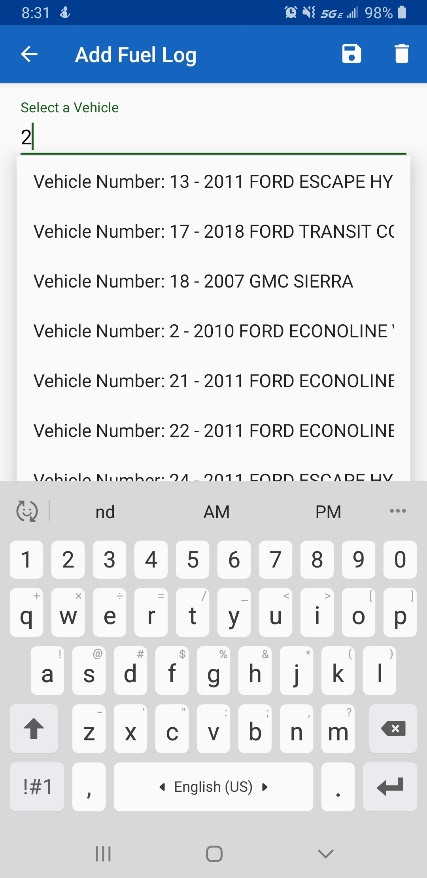 8:31 5GE 98%
Add Fuel Log
Select a Vehicle
2
Vehicle Number: 13 - 2011 FORD ESCAPE HY
Vehicle Number: 17 - 2018 FORD TRANSIT CO
Vehicle Number: 18 - 2007 GMC SIERRA
Vehicle Number: 2 - 2010 FORD ECONOLINE
Vehicle Number: 21 - 2011 FORD ECONOLINE
Vehicle Number: 22 - 2011 FORD ECONOLINE
Vehicle Number: 24 - 2011 FORD ESCAPE HY
nd AM PM
1 2 3 4 5 6 7 8 9 0
+ × ÷ = / _ < > [ ]
q w e r t y u i o p
! @ # $ % & * ( )
a s d f g h j k l
- ' " : ; , ?
z x c v b n m
!#1 , English (US) .